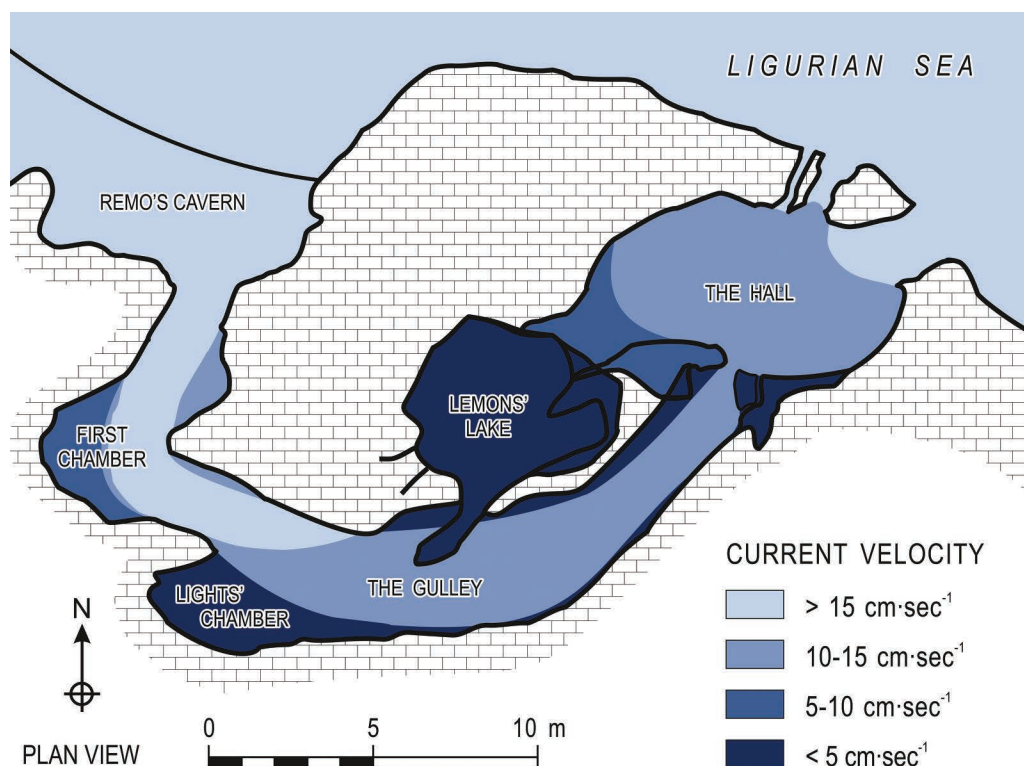 LIGURIAN SEA
REMO'S CAVERN
THE HALL
LEMONS'
LAKE
FIRST
CHAMBER
THE GULLEY
LIGHTS'
CHAMBER
N
PLAN VIEW
0 5 10 m
CURRENT VELOCITY
> 15 cm·sec⁻¹
10-15 cm·sec⁻¹
5-10 cm·sec⁻¹
< 5 cm·sec⁻¹